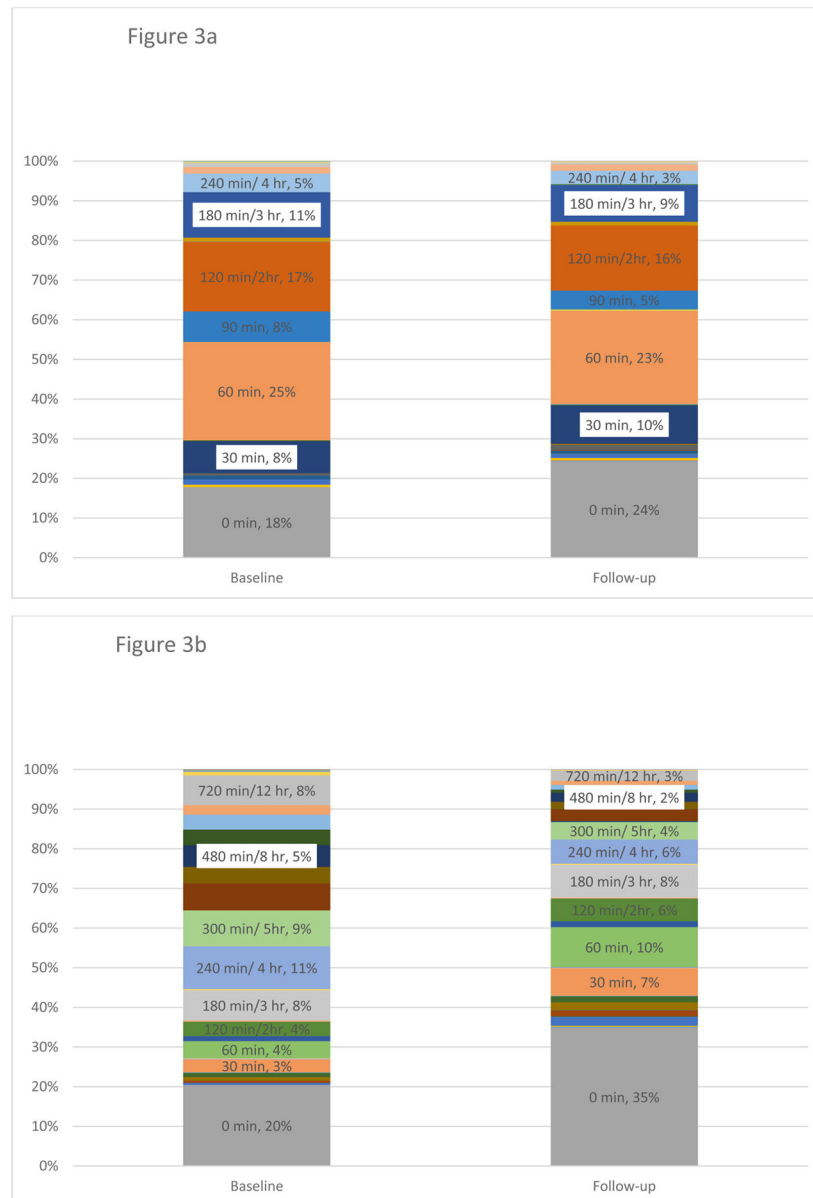 Figure 3a
100%
90%
80%
70%
60%
50%
40%
30%
20%
10%
0%
240 min/ 4 hr, 5%
180 min/3 hr, 11%
120 min/2hr, 17%
90 min, 8%
60 min, 25%
30 min, 8%
0 min, 18%
Baseline
240 min/ 4 hr, 3%
180 min/3 hr, 9%
120 min/2hr, 16%
90 min, 5%
60 min, 23%
30 min, 10%
0 min, 24%
Follow-up
Figure 3b
100%
90%
80%
70%
60%
50%
40%
30%
20%
10%
0%
720 min/12 hr, 8%
480 min/8 hr, 5%
300 min/ 5hr, 9%
240 min/ 4 hr, 11%
180 min/3 hr, 8%
120 min/2hr, 4%
60 min, 4%
30 min, 3%
0 min, 20%
Baseline
720 min/12 hr, 3%
480 min/8 hr, 2%
300 min/ 5hr, 4%
240 min/ 4 hr, 6%
180 min/3 hr, 8%
120 min/2hr, 6%
60 min, 10%
30 min, 7%
0 min, 35%
Follow-up